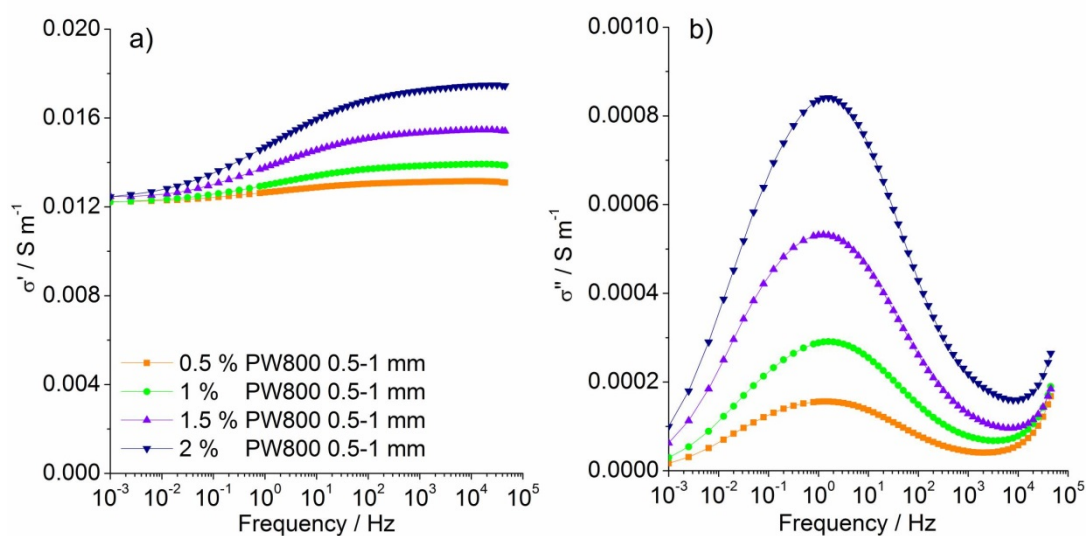 a)
0.020
0.016
0.012
0.008
0.004
0.000
σ' / S m⁻¹
0.5 % PW800 0.5-1 mm
1 % PW800 0.5-1 mm
1.5 % PW800 0.5-1 mm
2 % PW800 0.5-1 mm
10⁻³ 10⁻² 10⁻¹ 10⁰ 10¹ 10² 10³ 10⁴ 10⁵
Frequency / Hz
b)
0.0010
0.0008
0.0006
0.0004
0.0002
0.0000
σ'' / S m⁻¹
10⁻³ 10⁻² 10⁻¹ 10⁰ 10¹ 10² 10³ 10⁴ 10⁵
Frequency / Hz